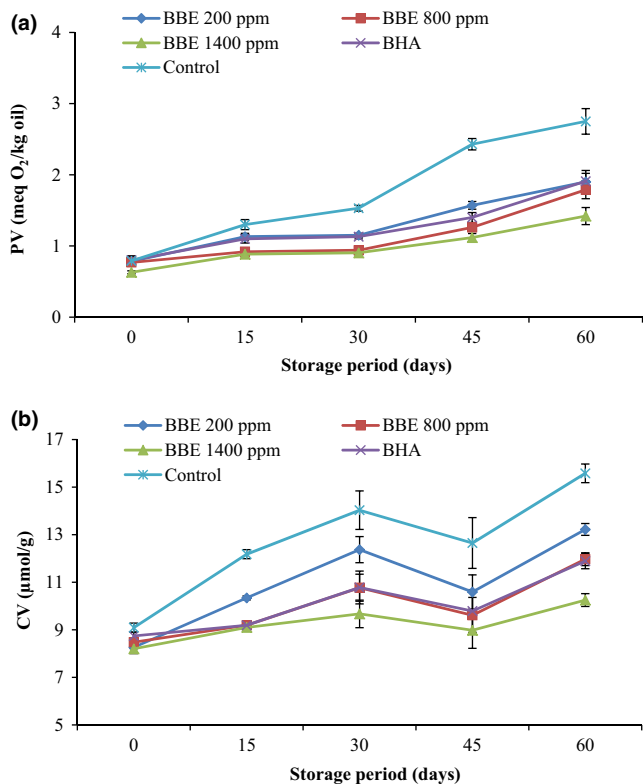 (a)
BBE 200 ppm BBE 800 ppm
BBE 1400 ppm BHA
Control
4
3
2
1
0
PV (meq O₂/kg oil)
0 15 30 45 60
Storage period (days)
(b)
BBE 200 ppm BBE 800 ppm
BBE 1400 ppm BHA
Control
17
15
13
11
9
7
5
CV (μmol/g)
0 15 30 45 60
Storage period (days)